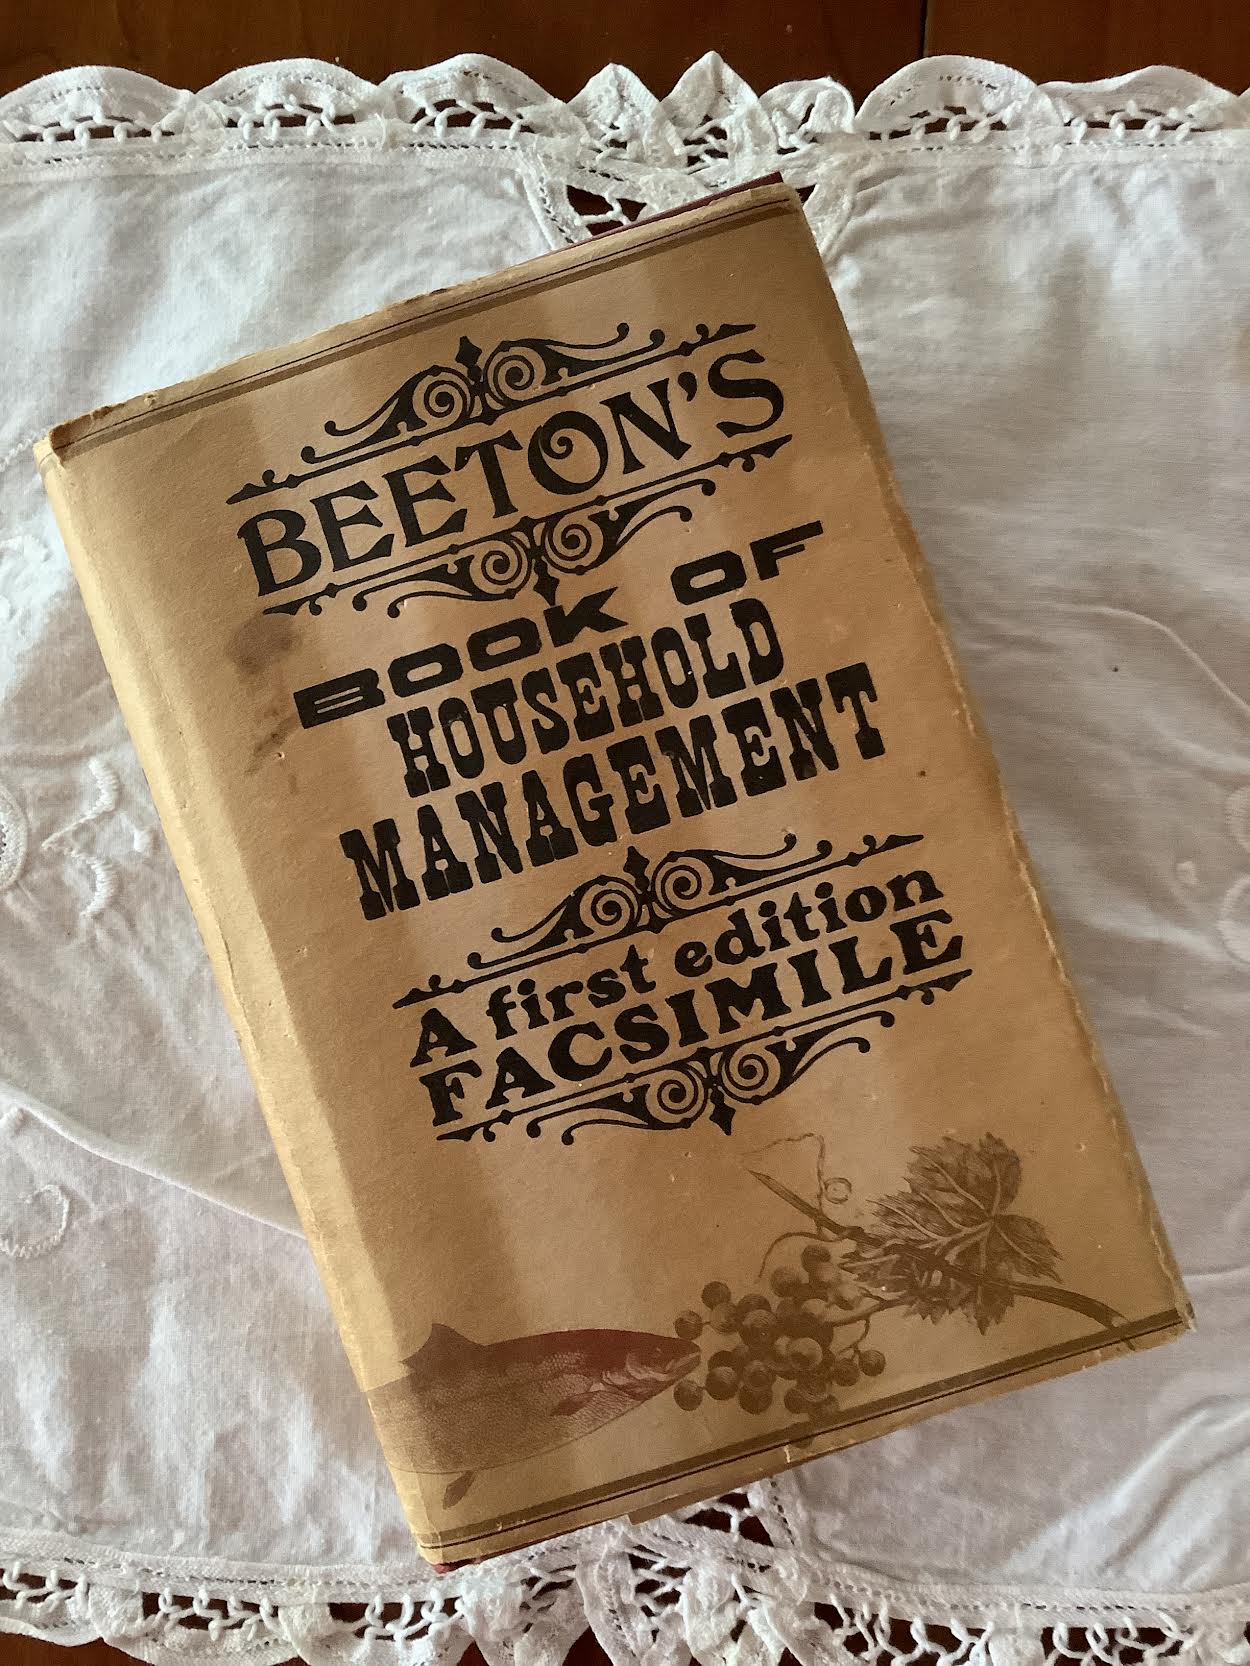 BEETON'S
BOOK OF
HOUSEHOLD
MANAGEMENT
A first edition
FACSIMILE